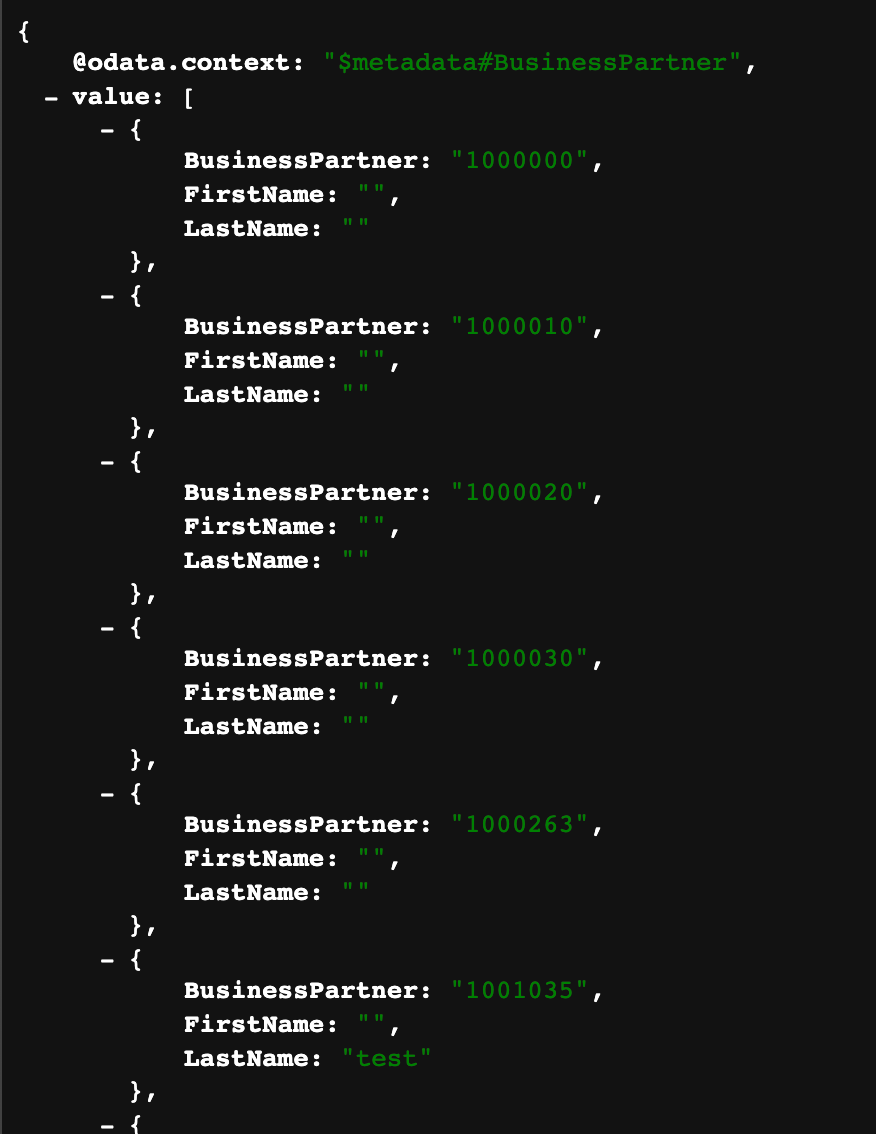 {
@odata.context: "$metadata#BusinessPartner",
- value: [
- {
BusinessPartner: "1000000",
FirstName: "",
LastName: ""
},
- {
BusinessPartner: "1000010",
FirstName: "",
LastName: ""
},
- {
BusinessPartner: "1000020",
FirstName: "",
LastName: ""
},
- {
BusinessPartner: "1000030",
FirstName: "",
LastName: ""
},
- {
BusinessPartner: "1000263",
FirstName: "",
LastName: ""
},
- {
BusinessPartner: "1001035",
FirstName: "",
LastName: "test"
},
- {